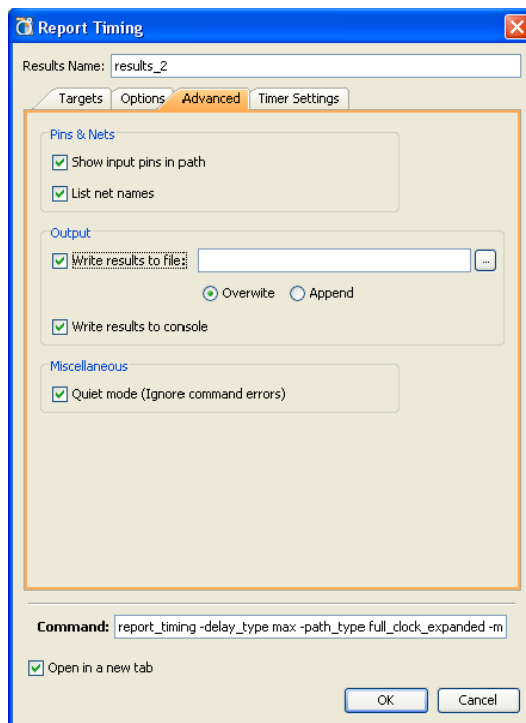 Report Timing
Results Name: results_2
Targets Options Advanced Timer Settings
Pins & Nets
Show input pins in path
List net names
Output
Write results to file: ...
Overwite Append
Write results to console
Miscellaneous
Quiet mode (Ignore command errors)
Command: report_timing -delay_type max -path_type full_clock_expanded -m
Open in a new tab
OK Cancel